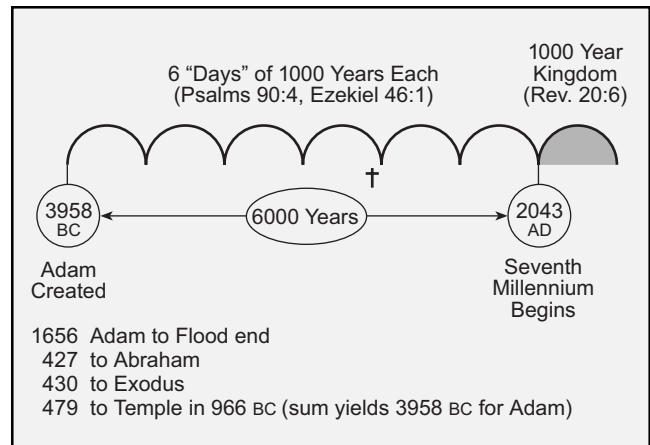 6 “Days” of 1000 Years Each
(Psalms 90:4, Ezekiel 46:1)
1000 Year
Kingdom
(Rev. 20:6)
3958
BC
6000 Years
2043
AD
Adam
Created
Seventh
Millennium
Begins
1656 Adam to Flood end
427 to Abraham
430 to Exodus
479 to Temple in 966 BC (sum yields 3958 BC for Adam)